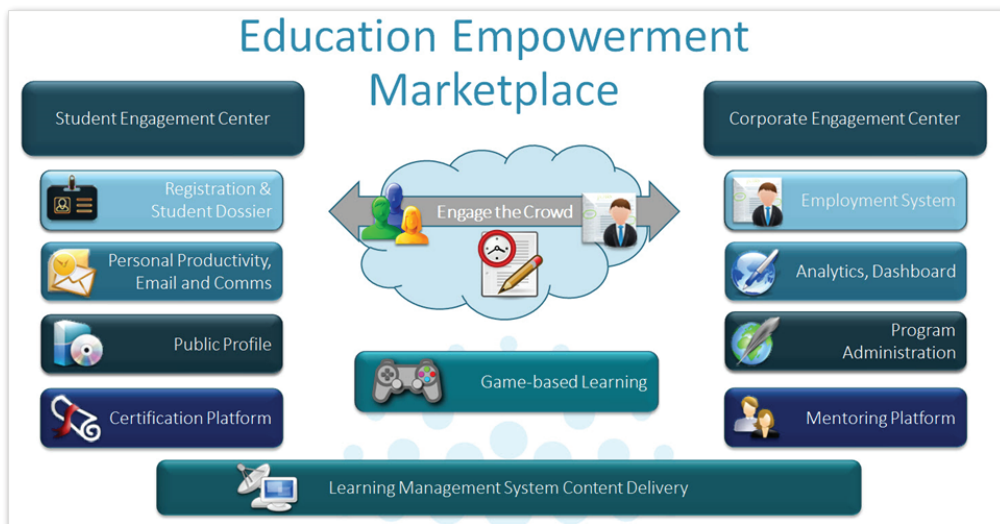 Education Empowerment
Marketplace
Student Engagement Center
Registration &
Student Dossier
Personal Productivity,
Email and Comms
Public Profile
Certification Platform
Engage the Crowd
Game-based Learning
Corporate Engagement Center
Employment System
Analytics, Dashboard
Program
Administration
Mentoring Platform
Learning Management System Content Delivery